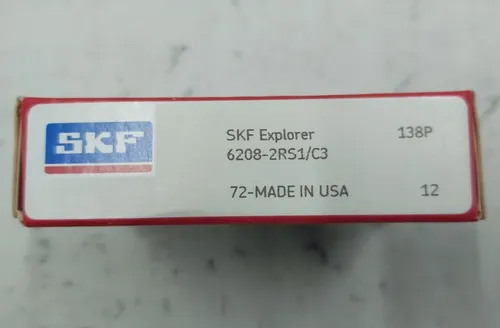 SKF
SKF Explorer 138P
6208-2RS1/C3
72-MADE IN USA 12